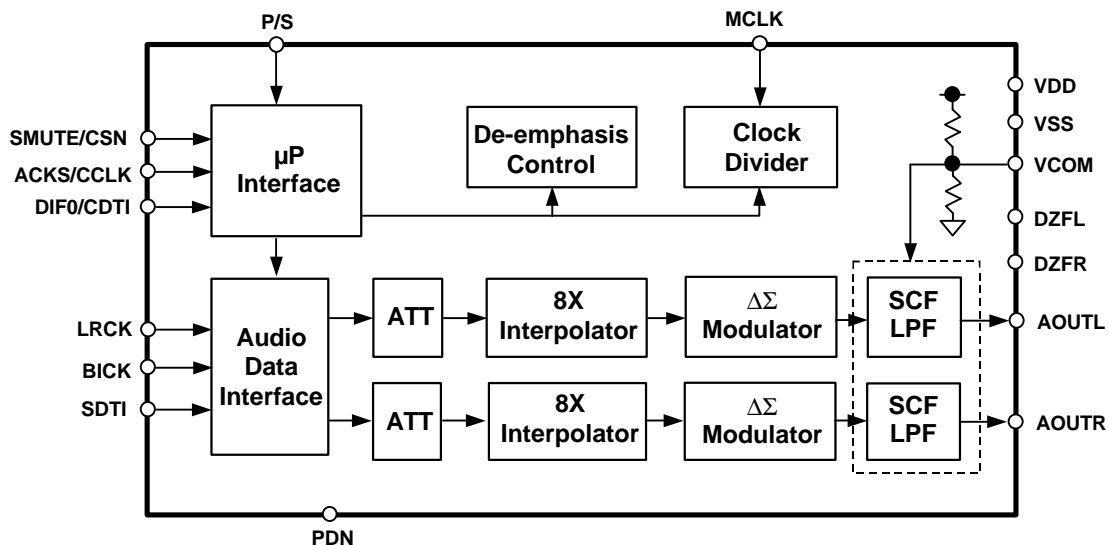 P/S
MCLK
VDD
VSS
VCOM
DZFL
DZFR
AOUTL
AOUTR
SMUTE/CSN
ACKS/CCLK
DIF0/CDTI
µP
Interface
De-emphasis
Control
Clock
Divider
LRCK
BICK
SDTI
Audio
Data
Interface
ATT
8X
Interpolator
ΔΣ
Modulator
SCF
LPF
ATT
8X
Interpolator
ΔΣ
Modulator
SCF
LPF
PDN